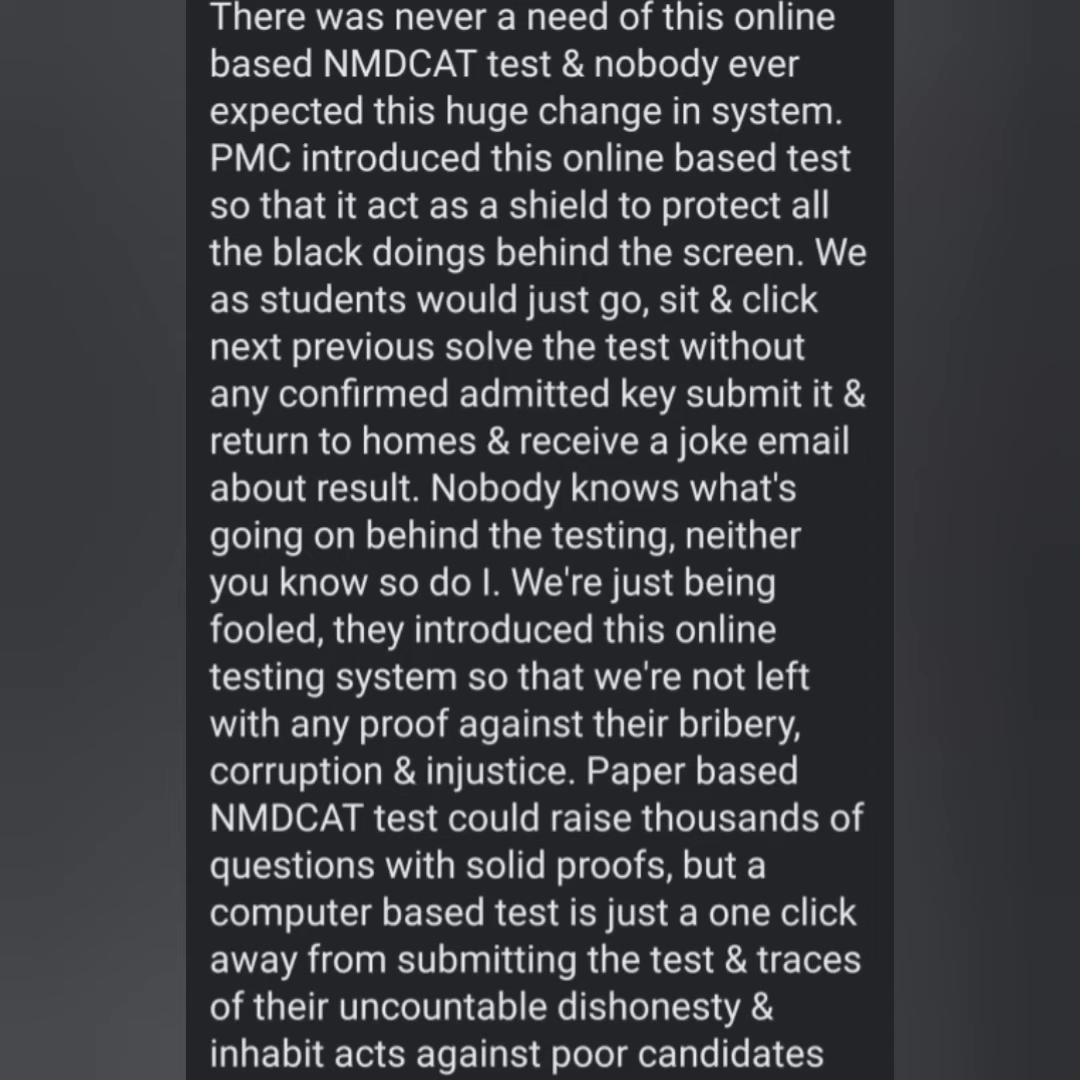 There was never a need of this online
based NMDCAT test & nobody ever
expected this huge change in system.
PMC introduced this online based test
so that it act as a shield to protect all
the black doings behind the screen. We
as students would just go, sit & click
next previous solve the test without
any confirmed admitted key submit it &
return to homes & receive a joke email
about result. Nobody knows what's
going on behind the testing, neither
you know so do I. We're just being
fooled, they introduced this online
testing system so that we're not left
with any proof against their bribery,
corruption & injustice. Paper based
NMDCAT test could raise thousands of
questions with solid proofs, but a
computer based test is just a one click
away from submitting the test & traces
of their uncountable dishonesty &
inhabit acts against poor candidates